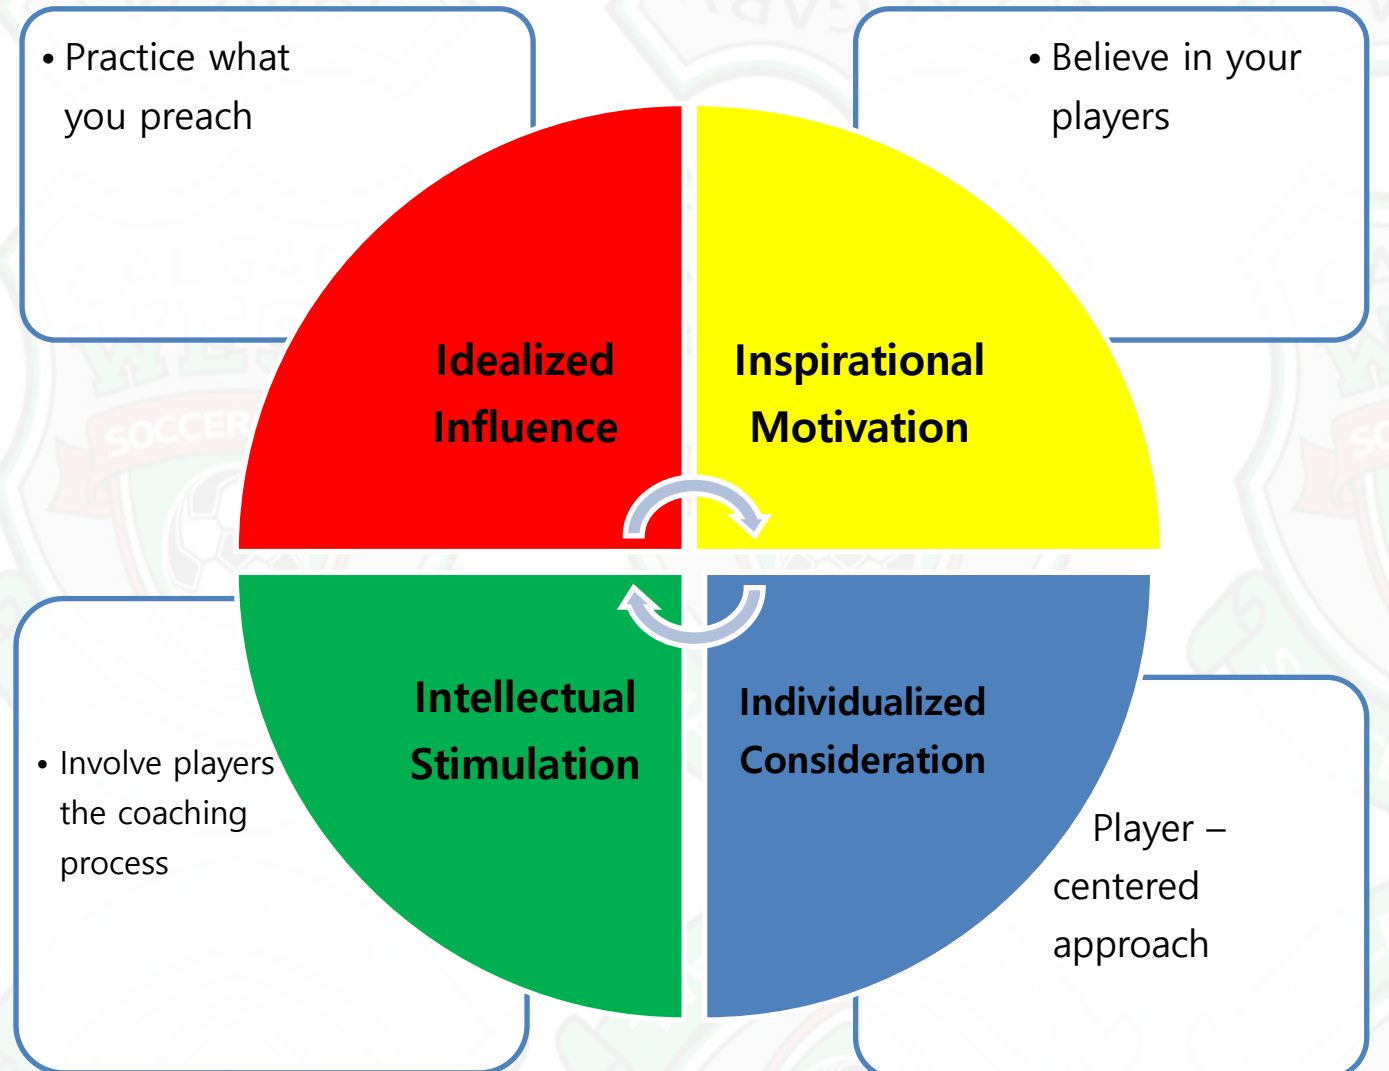 • Practice what
you preach
• Believe in your
players
Idealized
Influence
Inspirational
Motivation
Intellectual
Stimulation
Individualized
Consideration
• Involve players
the coaching
process
Player –
centered
approach
SOCCER